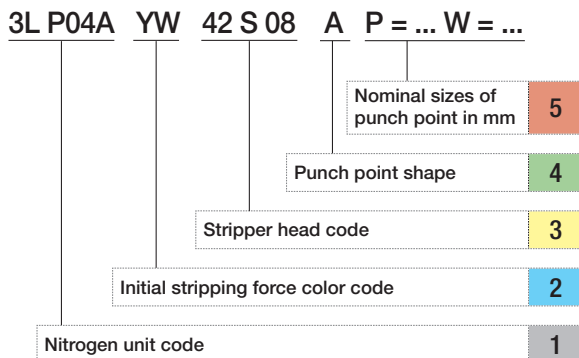 3L P04A YW 42 S 08 A P = ... W = ...
Nominal sizes of
punch point in mm
5
Punch point shape
4
Stripper head code
3
Initial stripping force color code
2
Nitrogen unit code
1